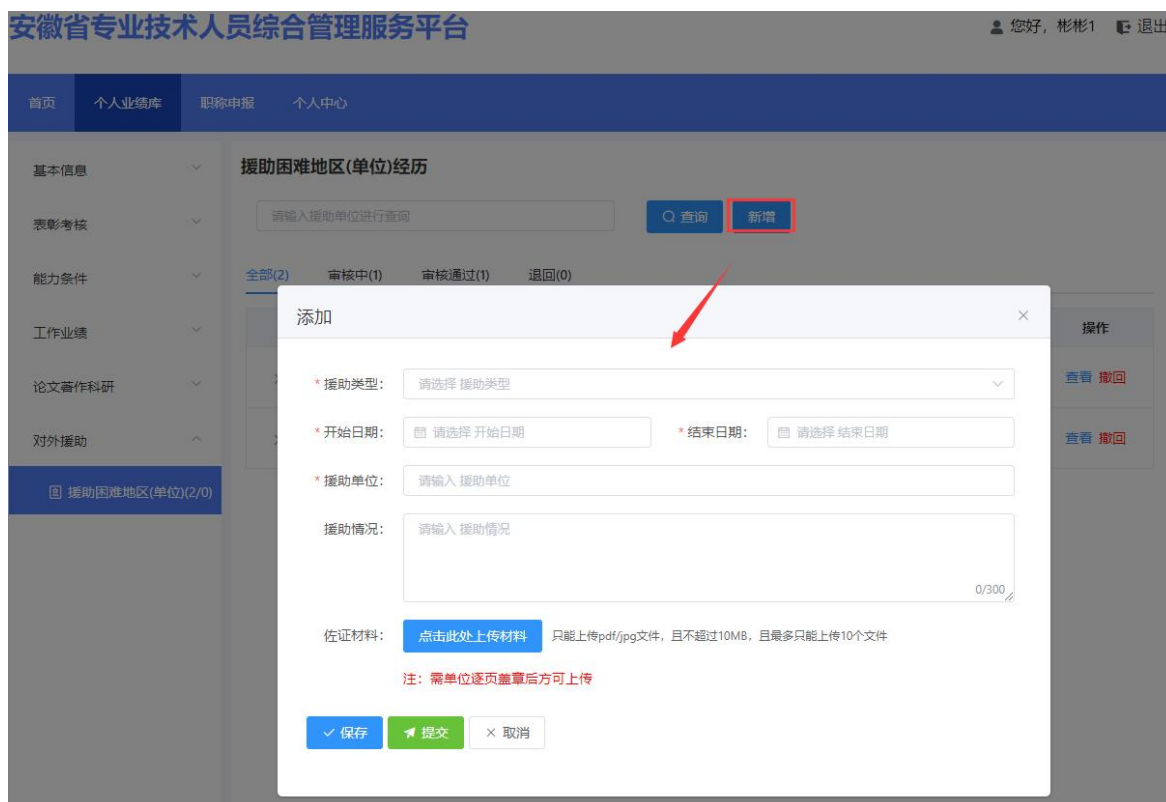 安徽省专业技术人员综合管理服务平台
您好，彬彬1 退出
首页 个人业绩库 职称申报 个人中心
基本信息
表彰考核
能力条件
工作业绩
论文著作科研
对外援助
援助困难地区(单位)(2/0)
援助困难地区(单位)经历
请输入援助单位进行查询 查询 新增
全部(2) 审核中(1) 审核通过(1) 退回(0)
操作
查看 撤回
查看 撤回
添加
* 援助类型： 请选择 援助类型
* 开始日期： 请选择 开始日期 * 结束日期： 请选择 结束日期
* 援助单位： 请输入 援助单位
援助情况： 请输入 援助情况
0/300
佐证材料： 点击此处上传材料 只能上传pdf/jpg文件，且不超过10MB，且最多只能上传10个文件
注：需单位逐页盖章后方可上传
保存 提交 取消